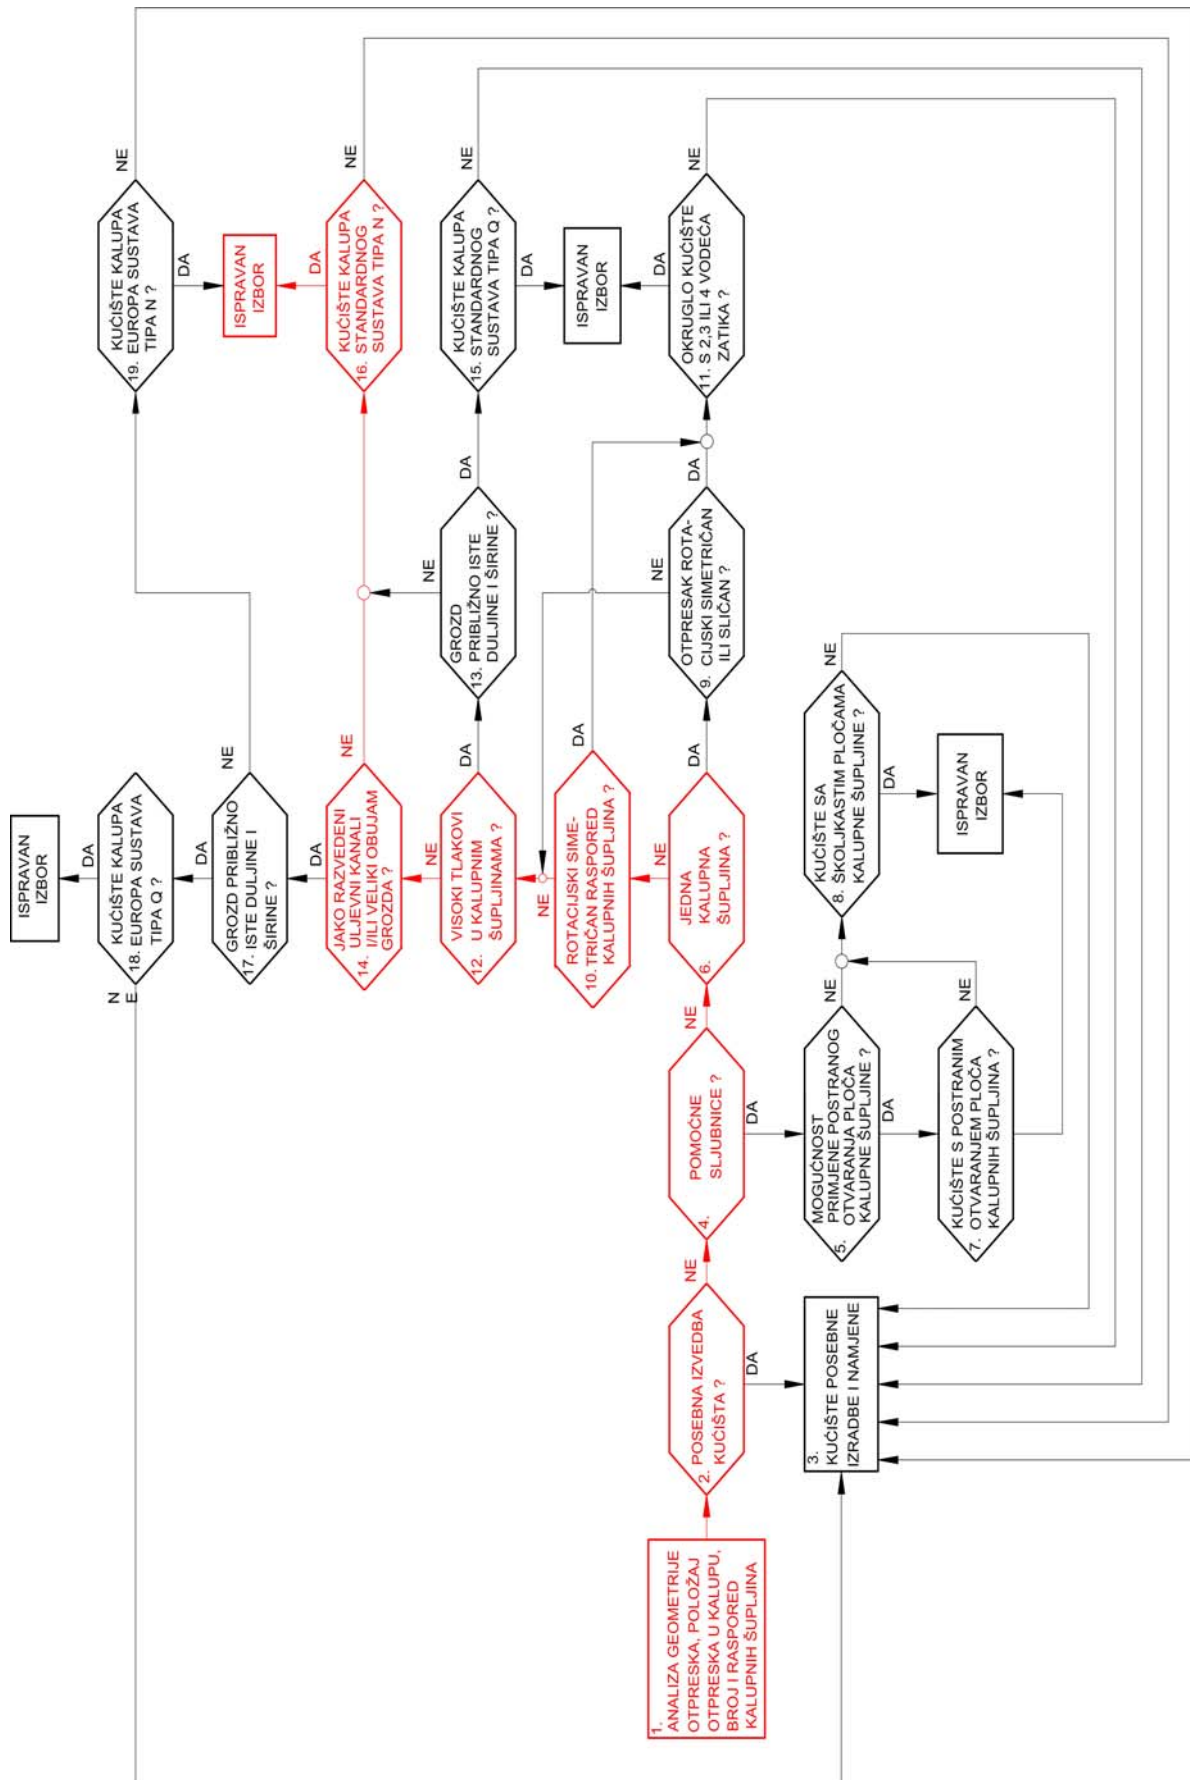 ISPRAVAN
IZBOR
DA
KUĆIŠTE KALUPA
18. EUROPA SUSTAVA
TIPA Q ?
N
E
DA
GROZD PRIBLIŽNO
17. ISTE DULJINE I
ŠIRINE ?
NE
DA
KUĆIŠTE KALUPA
19. EUROPA SUSTAVA
TIPA N ?
NE
DA
ISPRAVAN
IZBOR
DA
KUĆIŠTE KALUPA
16. STANDARDNOG
SUSTAVA TIPA N ?
NE
JAKO RAZVEDENI
ULJEVNI KANALI
14. I/ILI VELIKI OBUJAM
GROZDA ?
NE
NE
VISOKI TLAKOVI
12. U KALUPNIM
ŠUPLJINAMA ?
DA
NE
GROZD
13. PRIBLIŽNO ISTE
DULJINE I ŠIRINE ?
NE
DA
KUĆIŠTE KALUPA
15. STANDARDNOG
SUSTAVA TIPA Q ?
NE
DA
ISPRAVAN
IZBOR
DA
OKRUGLO KUĆIŠTE
11. S 2,3 ILI 4 VODEĆA
ZATIKA ?
NE
ROTACIJSKI SIME-
10. TRIČAN RASPORED
KALUPNIH ŠUPLJINA ?
DA
NE
JEDNA
6. KALUPNA
ŠUPLJINA ?
DA
OTPRESAK ROTA-
9. CIJSKI SIMETRIČAN
ILI SLIČAN ?
NE
DA
NE
4. POMOĆNE
SLJUBNICE ?
DA
NE
2. POSEBNA IZVEDBA
KUĆIŠTA ?
DA
1.
ANALIZA GEOMETRIJE
OTPRESKA, POLOŽAJ
OTPRESKA U KALUPU,
BROJ I RASPORED
KALUPNIH ŠUPLJINA
3.
KUĆIŠTE POSEBNE
IZRADBE I NAMJENE
MOGUĆNOST
PRIMJENE POSTRANOG
5. OTVARANJA PLOČA
KALUPNE ŠUPLJINE ?
NE
DA
KUĆIŠTE S POSTRANIM
7. OTVARANJEM PLOČA
KALUPNIH ŠUPLJINA ?
NE
KUĆIŠTE SA
8. ŠKOLJKASTIM PLOČAMA
KALUPNE ŠUPLJINE ?
NE
DA
ISPRAVAN
IZBOR